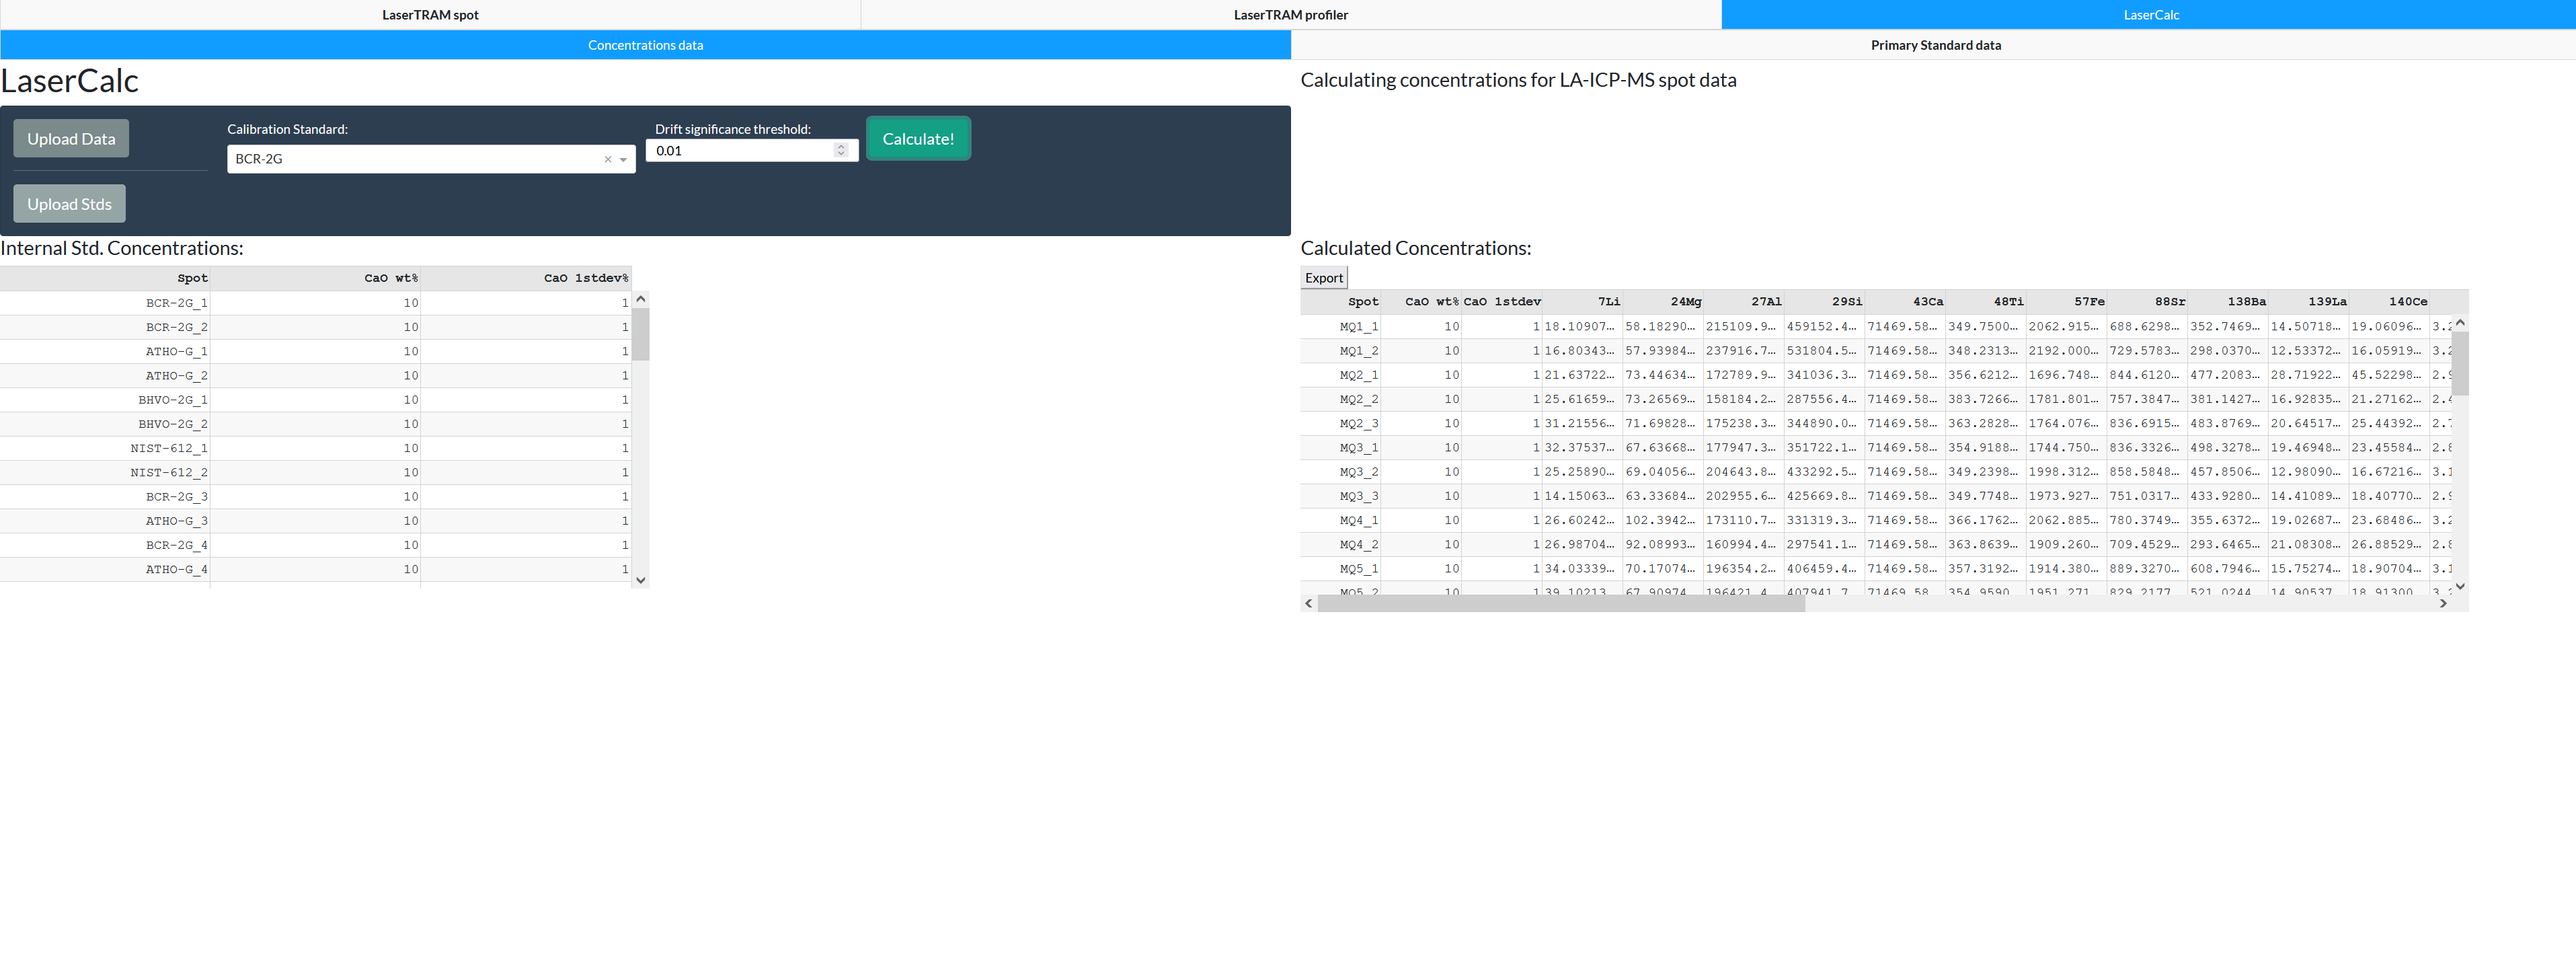 LaserTRAM spot LaserTRAM profiler LaserCalc
Concentrations data Primary Standard data
LaserCalc
Calculating concentrations for LA-ICP-MS spot data
Upload Data
Calibration Standard:
BCR-2G
Drift significance threshold:
0.01
Calculate!
Upload Stds
Internal Std. Concentrations:
Spot CaO wt% CaO 1stdev%
BCR-2G_1 10 1
BCR-2G_2 10 1
ATHO-G_1 10 1
ATHO-G_2 10 1
BHVO-2G_1 10 1
BHVO-2G_2 10 1
NIST-612_1 10 1
NIST-612_2 10 1
BCR-2G_3 10 1
ATHO-G_3 10 1
BCR-2G_4 10 1
ATHO-G_4 10 1
Calculated Concentrations:
Export
Spot CaO wt% CaO 1stdev 7Li 24Mg 27Al 29Si 43Ca 48Ti 57Fe 88Sr 138Ba 139La 140Ce
MQ1_1 10 1 18.10907… 58.18290… 215109.9… 459152.4… 71469.58… 349.7500… 2062.915… 688.6298… 352.7469… 14.50718… 19.06096… 3.2
MQ1_2 10 1 16.80343… 57.93984… 237916.7… 531804.5… 71469.58… 348.2313… 2192.000… 729.5783… 298.0370… 12.53372… 16.05919… 3.2
MQ2_1 10 1 21.63722… 73.44634… 172789.9… 341036.3… 71469.58… 356.6212… 1696.748… 844.6120… 477.2083… 28.71922… 45.52298… 2.9
MQ2_2 10 1 25.61659… 73.26569… 158184.2… 287556.4… 71469.58… 383.7266… 1781.801… 757.3847… 381.1427… 16.92835… 21.27162… 2.4
MQ2_3 10 1 31.21556… 71.69828… 175238.3… 344890.0… 71469.58… 363.2828… 1764.076… 836.6915… 483.8769… 20.64517… 25.44392… 2.7
MQ3_1 10 1 32.37537… 67.63668… 177947.3… 351722.1… 71469.58… 354.9188… 1744.750… 836.3326… 498.3278… 19.46948… 23.45584… 2.8
MQ3_2 10 1 25.25890… 69.04056… 204643.8… 433292.5… 71469.58… 349.2398… 1998.312… 858.5848… 457.8506… 12.98090… 16.67216… 3.1
MQ3_3 10 1 14.15063… 63.33684… 202955.6… 425669.8… 71469.58… 349.7748… 1973.927… 751.0317… 433.9280… 14.41089… 18.40770… 2.9
MQ4_1 10 1 26.60242… 102.3942… 173110.7… 331319.3… 71469.58… 366.1762… 2062.885… 780.3749… 355.6372… 19.02687… 23.68486… 3.2
MQ4_2 10 1 26.98704… 92.08993… 160994.4… 297541.1… 71469.58… 363.8639… 1909.260… 709.4529… 293.6465… 21.08308… 26.88529… 2.8
MQ5_1 10 1 34.03339… 70.17074… 196354.2… 406459.4… 71469.58… 357.3192… 1914.380… 889.3270… 608.7946… 15.75274… 18.90704… 3.1
MQ5_2 10 1 39.10213… 67.90974… 196421.4… 407941.7… 71469.58… 354.9590… 1951.271… 829.2177… 521.0244… 14.90537… 18.91300…